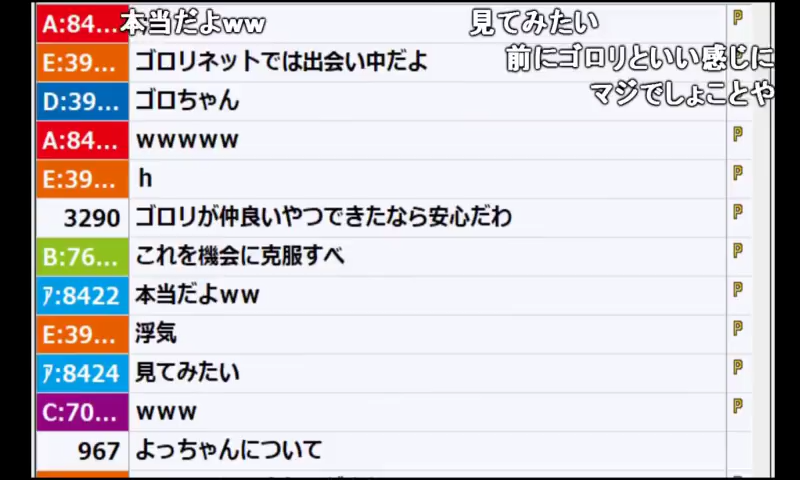 A:84... 本当だよww 見てみたい P
E:39... ゴロリネットでは出会い中だよ 前にゴロリといい感じに
D:39... ゴロちゃん マジでしょことや
A:84... wwwww P
E:39... h P
3290 ゴロリが仲良いやつできたなら安心だわ P
B:76... これを機会に克服すべ P
ｱ:8422 本当だよww P
E:39... 浮気 P
ｱ:8424 見てみたい P
C:70... www P
967 よっちゃんについて